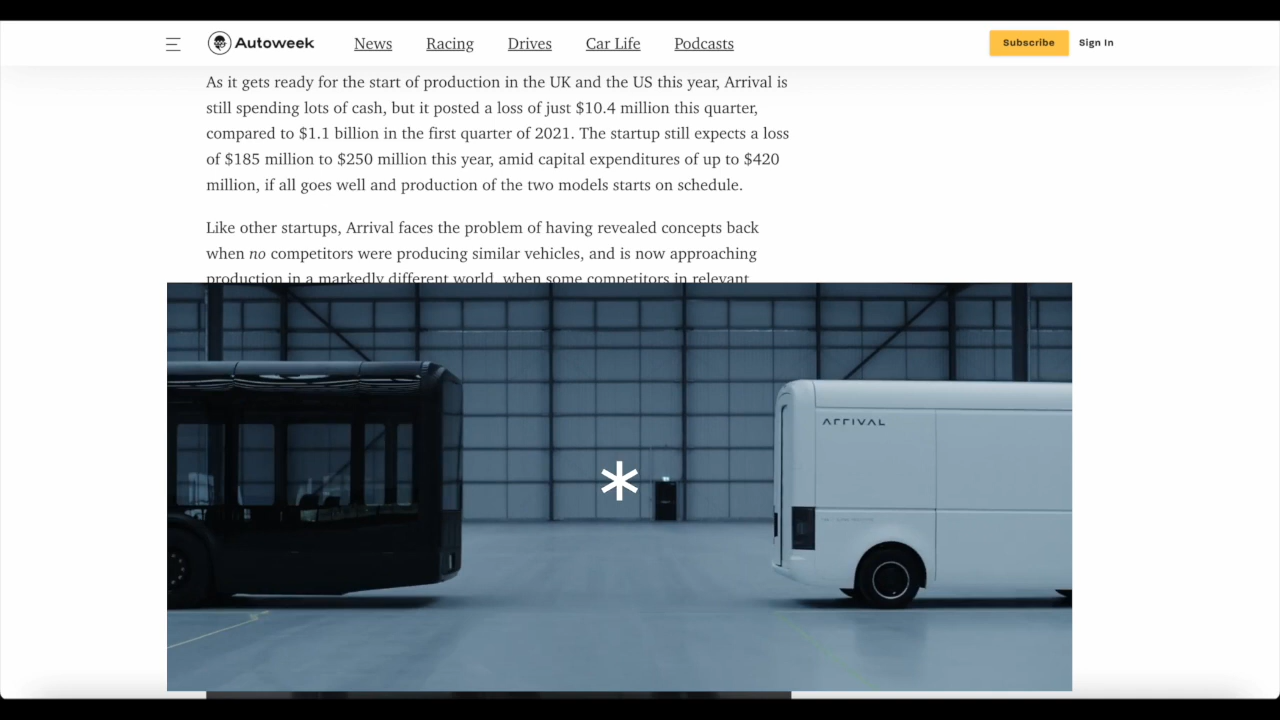 Autoweek News Racing Drives Car Life Podcasts Subscribe Sign In
As it gets ready for the start of production in the UK and the US this year, Arrival is
still spending lots of cash, but it posted a loss of just $10.4 million this quarter,
compared to $1.1 billion in the first quarter of 2021. The startup still expects a loss
of $185 million to $250 million this year, amid capital expenditures of up to $420
million, if all goes well and production of the two models starts on schedule.
Like other startups, Arrival faces the problem of having revealed concepts back
when no competitors were producing similar vehicles, and is now approaching
production in a markedly different world, when some competitors in relevant
ARRIVAL